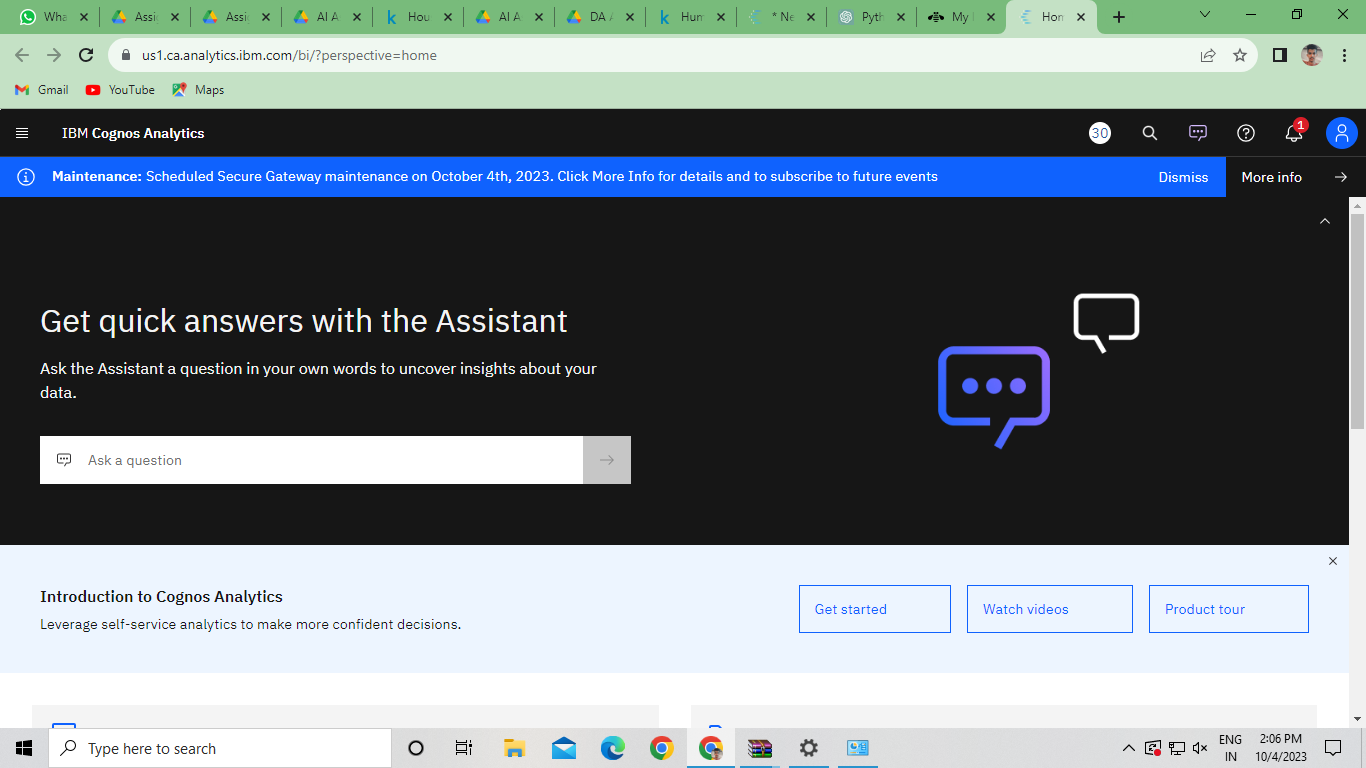 Wha
Assi
Assi
AI A
Hou
AI A
DA A
Hum
* Ne
Pyth
My
Hom
us1.ca.analytics.ibm.com/bi/?perspective=home
Gmail
YouTube
Maps
IBM Cognos Analytics
30
1
Maintenance: Scheduled Secure Gateway maintenance on October 4th, 2023. Click More Info for details and to subscribe to future events
Dismiss
More info
Get quick answers with the Assistant
Ask the Assistant a question in your own words to uncover insights about your
data.
Ask a question
Introduction to Cognos Analytics
Leverage self-service analytics to make more confident decisions.
Get started
Watch videos
Product tour
Type here to search
ENG
IN
2:06 PM
10/4/2023